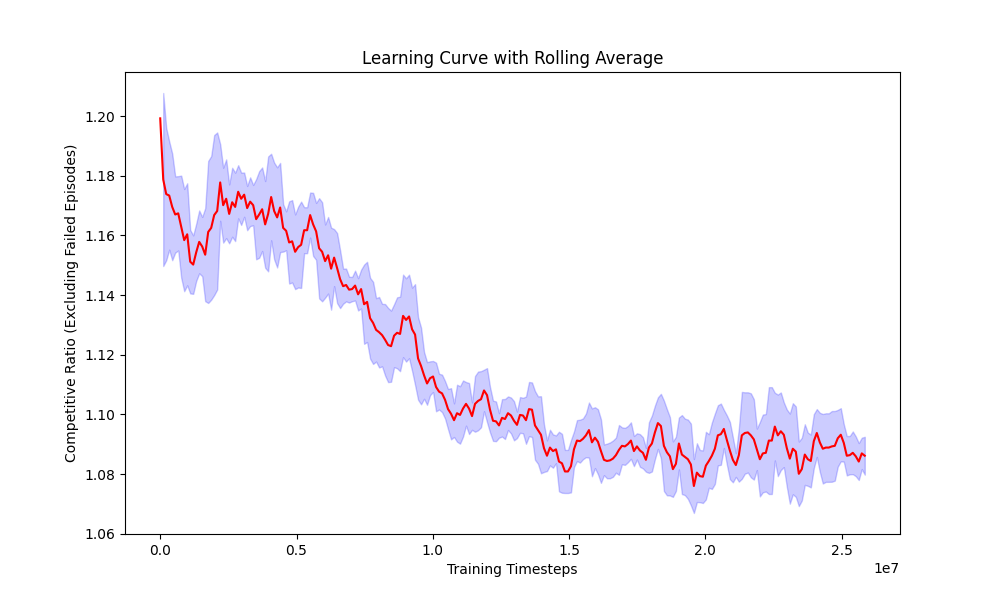 Learning Curve with Rolling Average
Competitive Ratio (Excluding Failed Episodes)
1.20
1.18
1.16
1.14
1.12
1.10
1.08
1.06
0.0 0.5 1.0 1.5 2.0 2.5
1e7
Training Timesteps